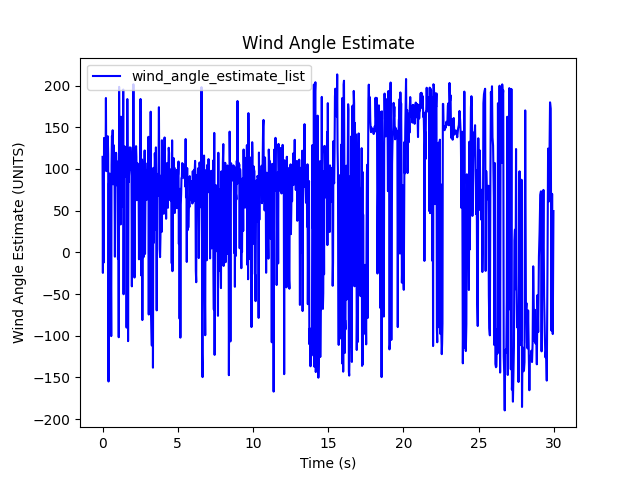 Wind Angle Estimate
wind_angle_estimate_list
Wind Angle Estimate (UNITS)
200
150
100
50
0
−50
−100
−150
−200
0 5 10 15 20 25 30
Time (s)